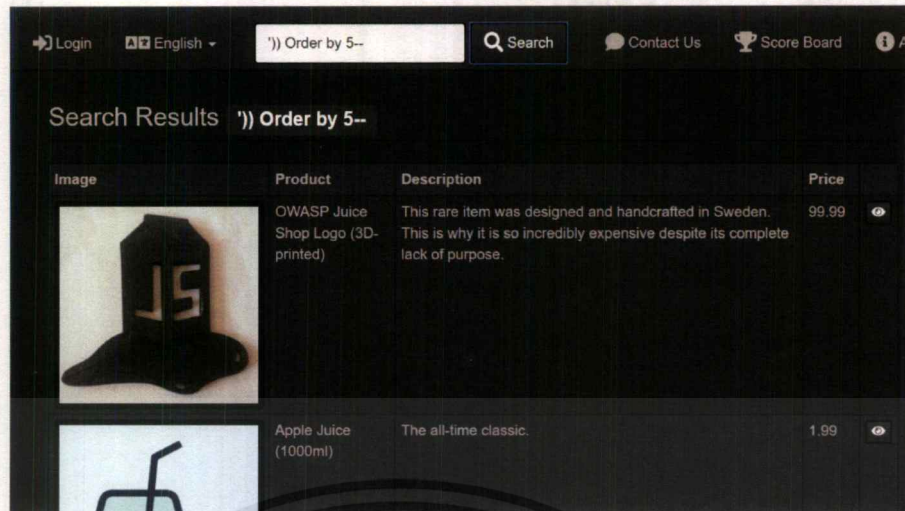 Login English ')) Order by 5-- Search Contact Us Score Board
Search Results ')) Order by 5--
Image Product Description Price
OWASP Juice This rare item was designed and handcrafted in Sweden. 99.99
Shop Logo (3D- This is why it is so incredibly expensive despite its complete
printed) lack of purpose.
JS
Apple Juice The all-time classic. 1.99
(1000ml)